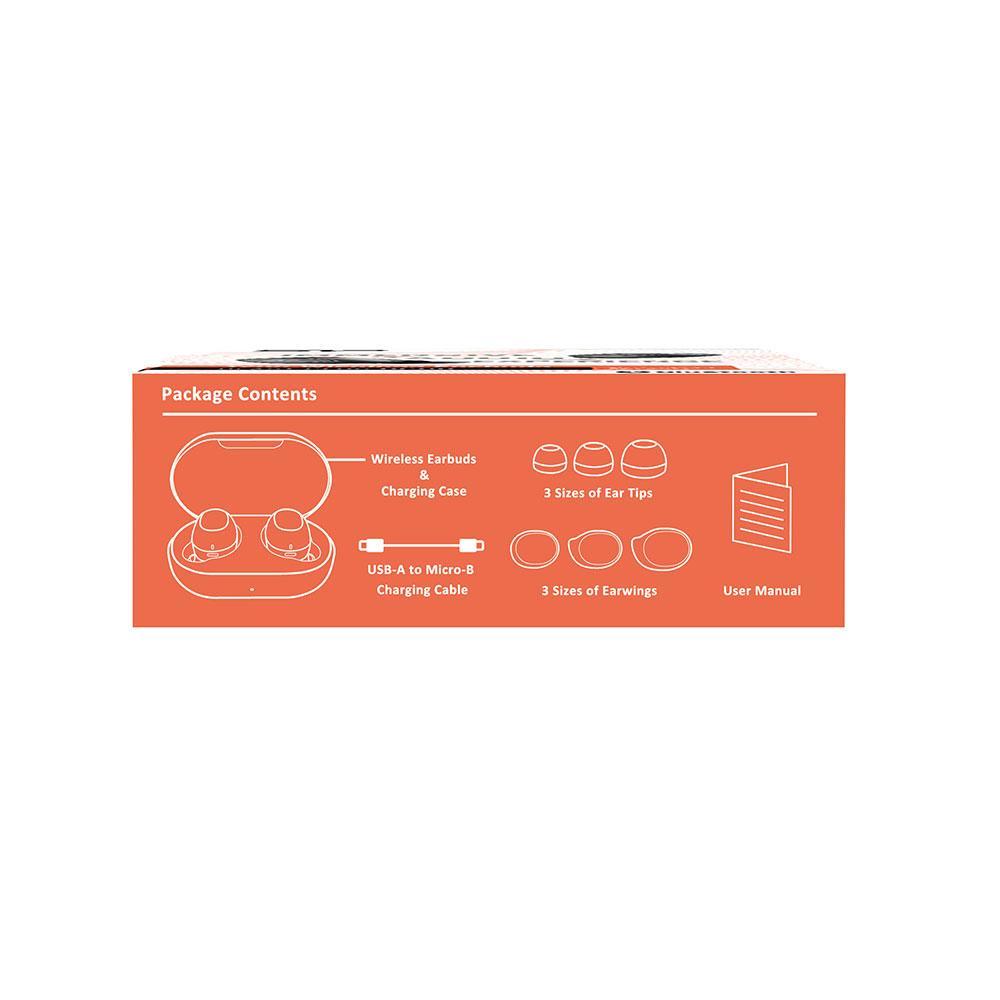 Package Contents
Wireless Earbuds
&
Charging Case
3 Sizes of Ear Tips
USB-A to Micro-B
Charging Cable
3 Sizes of Earwings
User Manual